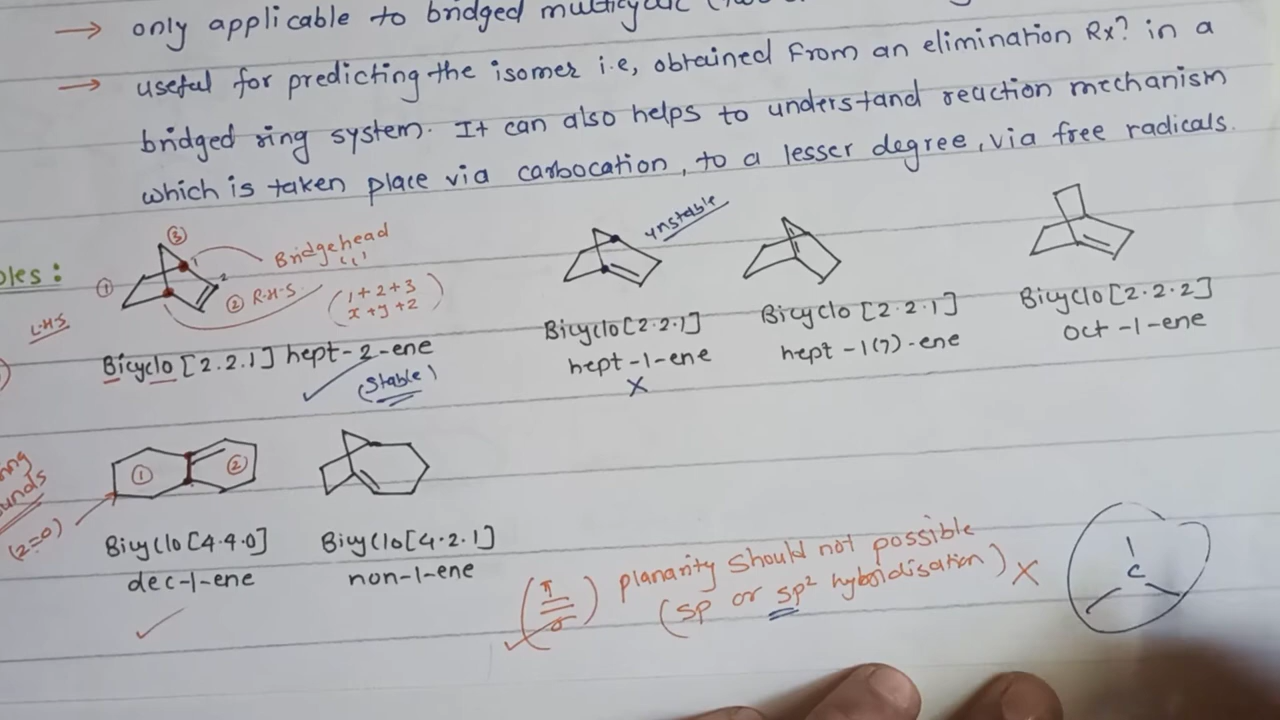 → only applicable to bridged
→ useful for predicting the isomer i.e, obtained From an elimination Rx? in a
bridged ring system. It can also helps to understand reaction mechanism
which is taken place via carbocation, to a lesser degree, via free radicals.
③
Bridgehead
1
2
①
② R.H.S.
(1+2+3
x+y+2)
L.H.S
Bicyclo [2.2.1] hept-2-ene
(Stable)
unstable
Bicyclo [2.2.1]
hept-1-ene
X
Bicyclo [2.2.1]
hept-1(7)-ene
Bicyclo [2.2.2]
oct-1-ene
①
②
(z=0)
Bicyclo [4.4.0]
dec-1-ene
Bicyclo [4.2.1]
non-1-ene
(π
σ)
planarity should not possible
(sp or sp² hybridisation) X
C